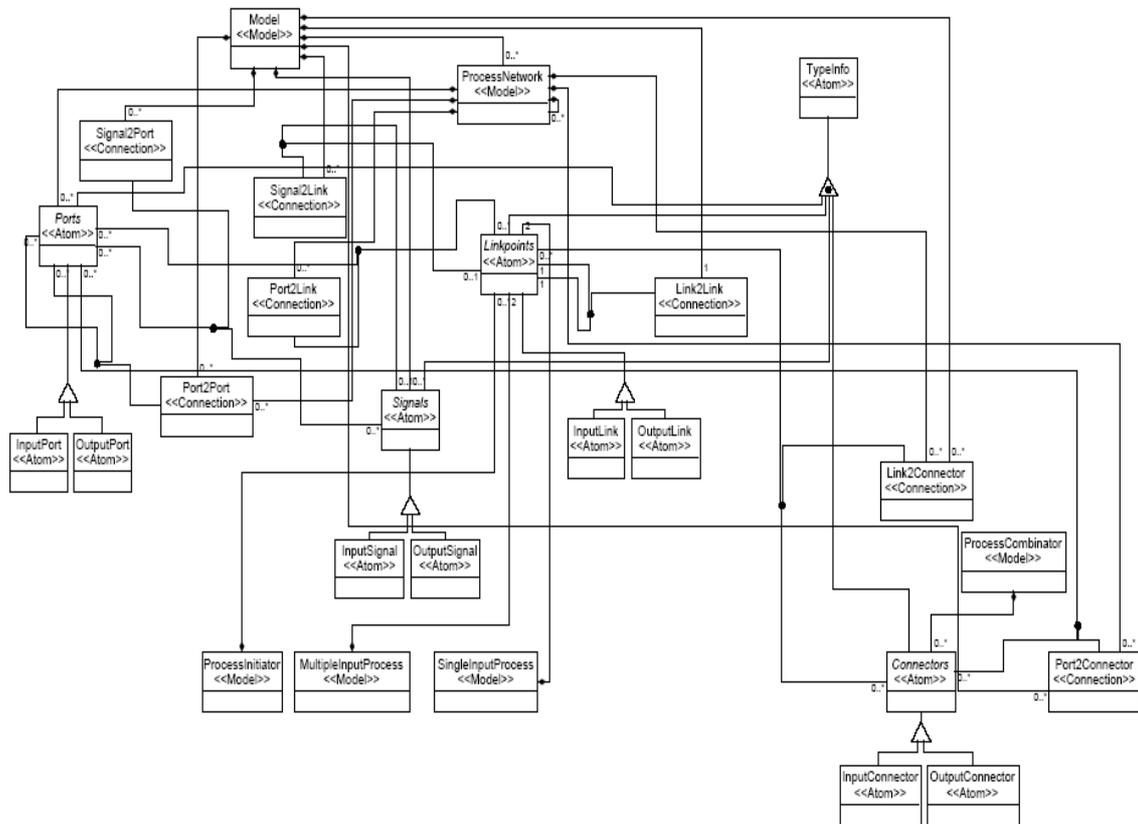 Model
<<Model>>
0..*
ProcessNetwork
<<Model>>
0..*
TypeInfo
<<Atom>>
0..*
Signal2Port
<<Connection>>
0..*
Signal2Link
<<Connection>>
0..*
Ports
<<Atom>>
0..*
0..*
0..*
0..*
2
Linkpoints
<<Atom>>
0..*
0..1
1
1
0..*
Port2Link
<<Connection>>
1
Link2Link
<<Connection>>
0..*
Port2Port
<<Connection>>
0..*
Signals
<<Atom>>
0..*
InputPort
<<Atom>>
OutputPort
<<Atom>>
InputLink
<<Atom>>
OutputLink
<<Atom>>
0..*
0..*
Link2Connector
<<Connection>>
InputSignal
<<Atom>>
OutputSignal
<<Atom>>
ProcessCombinator
<<Model>>
ProcessInitiator
<<Model>>
MultipleInputProcess
<<Model>>
SingleInputProcess
<<Model>>
0..*
0..*
Connectors
<<Atom>>
0..*
0..*
Port2Connector
<<Connection>>
0..*
InputConnector
<<Atom>>
OutputConnector
<<Atom>>